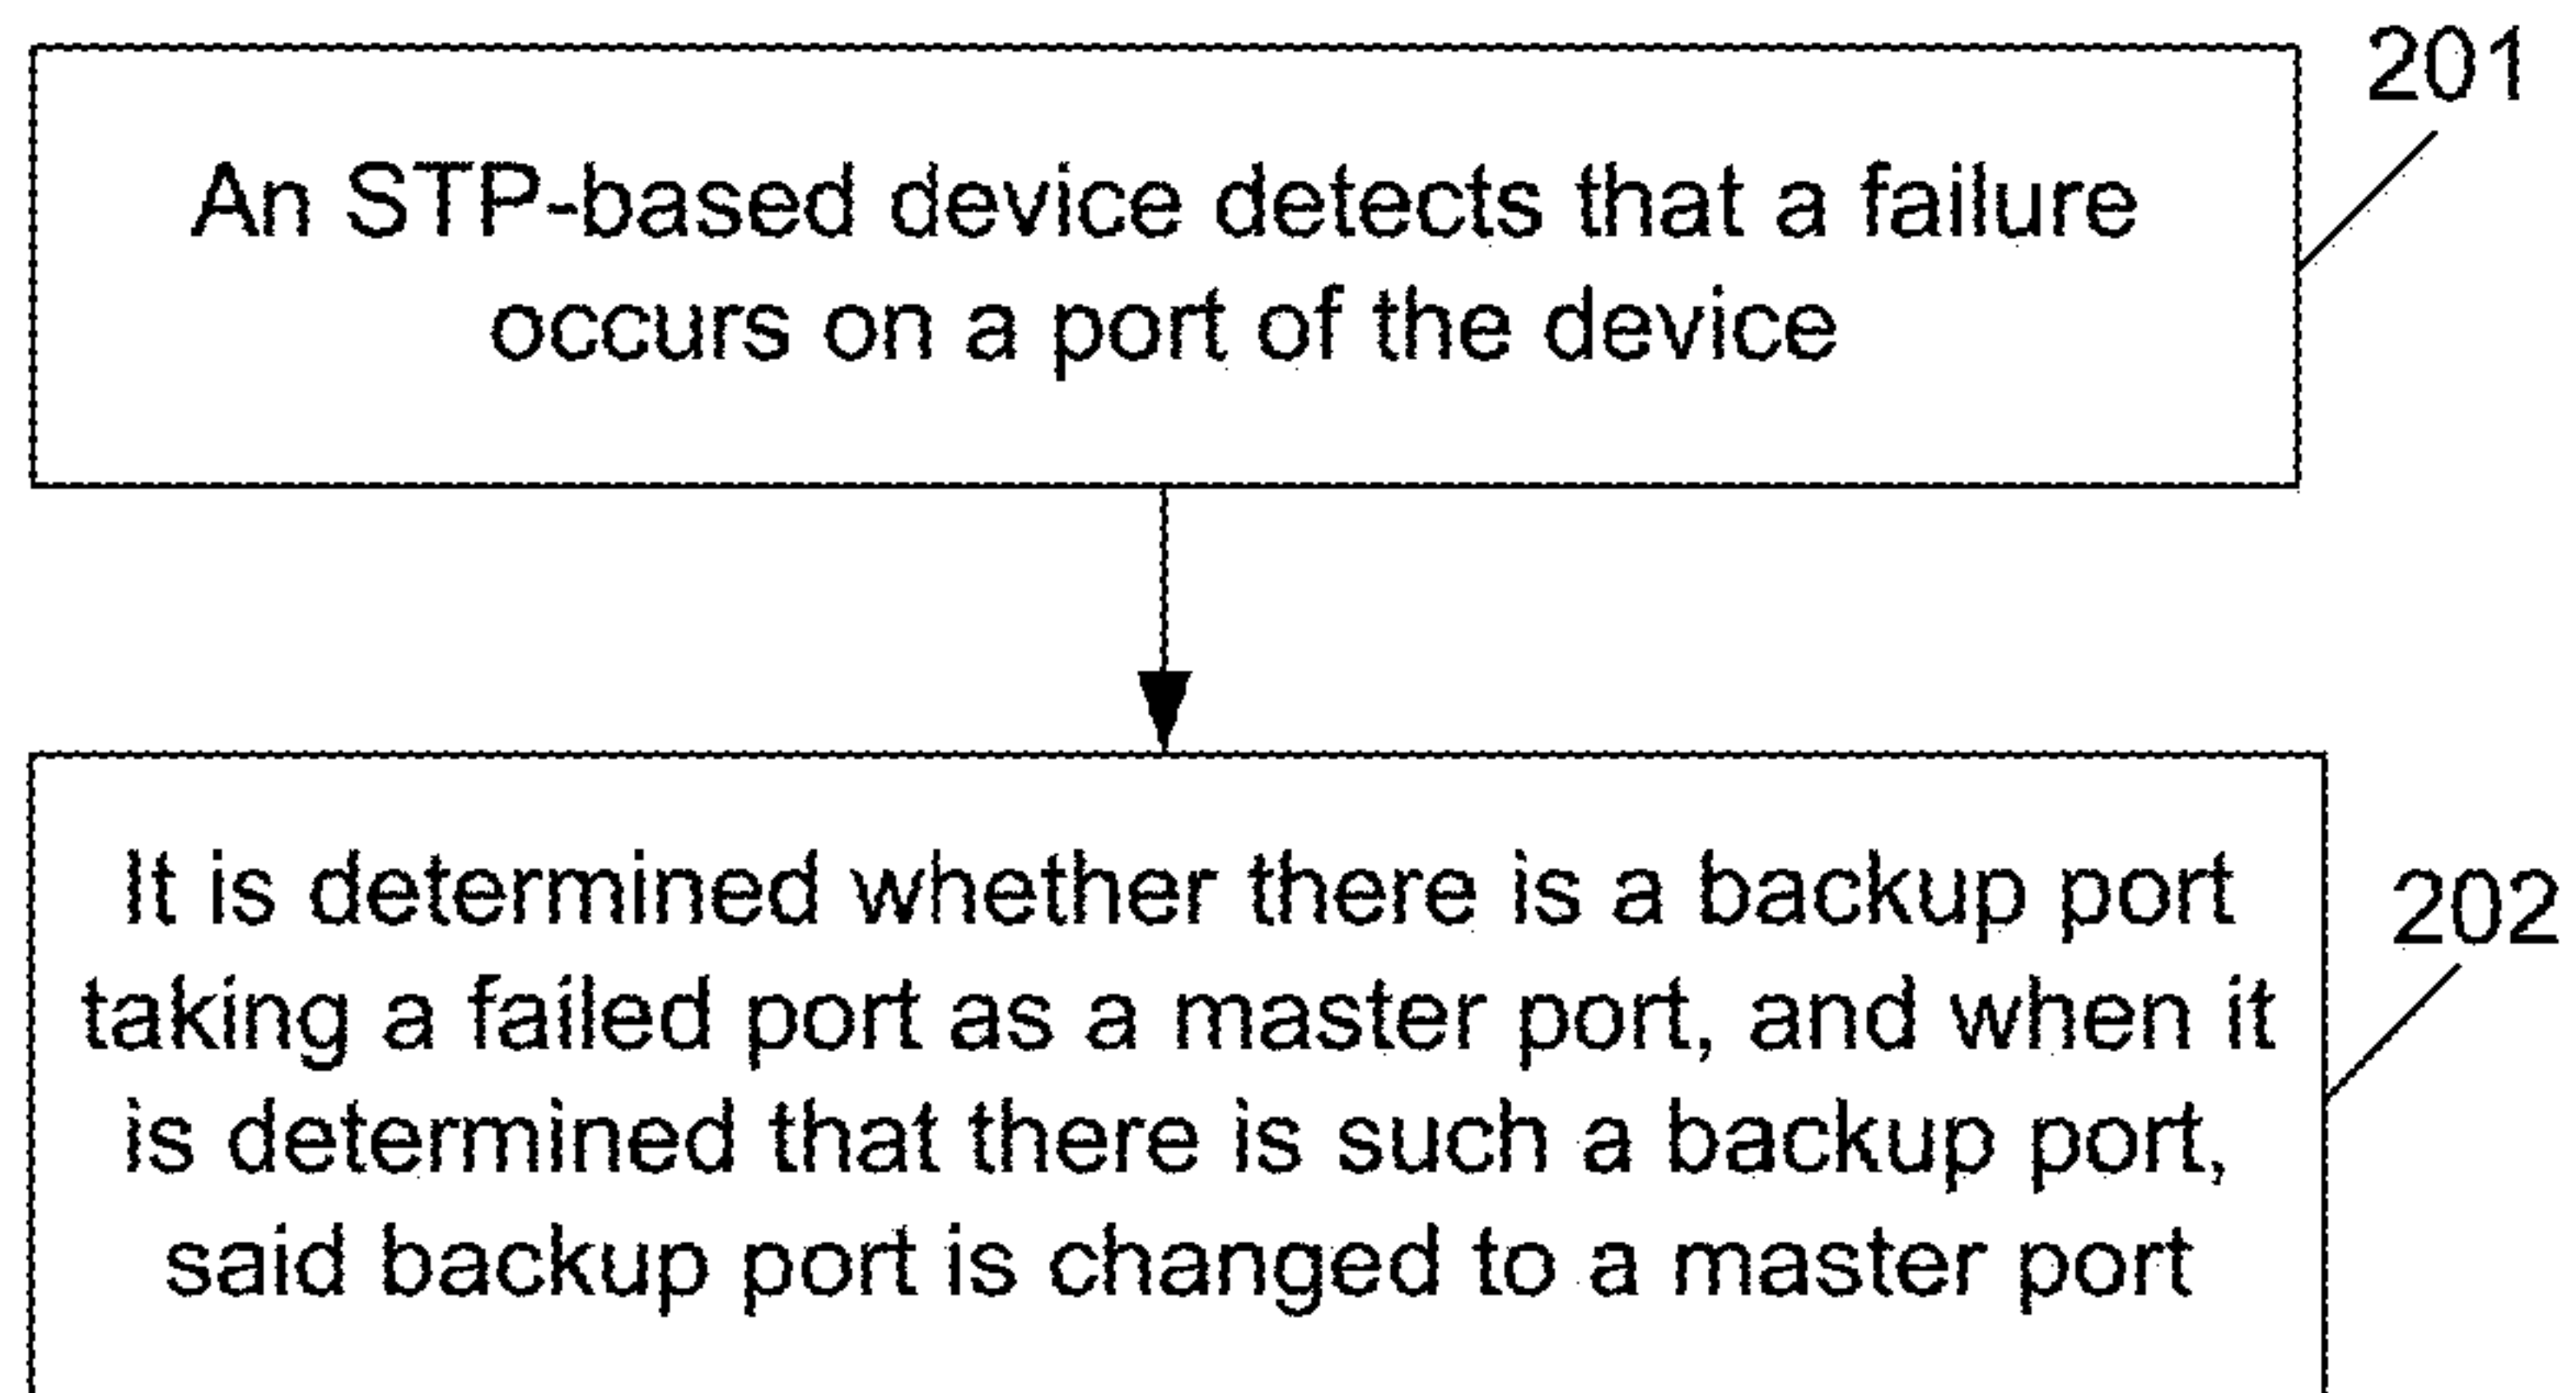 201
An STP-based device detects that a failure
occurs on a port of the device
It is determined whether there is a backup port
202
taking a failed port as a master port, and when it
is determined that there is such a backup port,
said backup port is changed to a master port